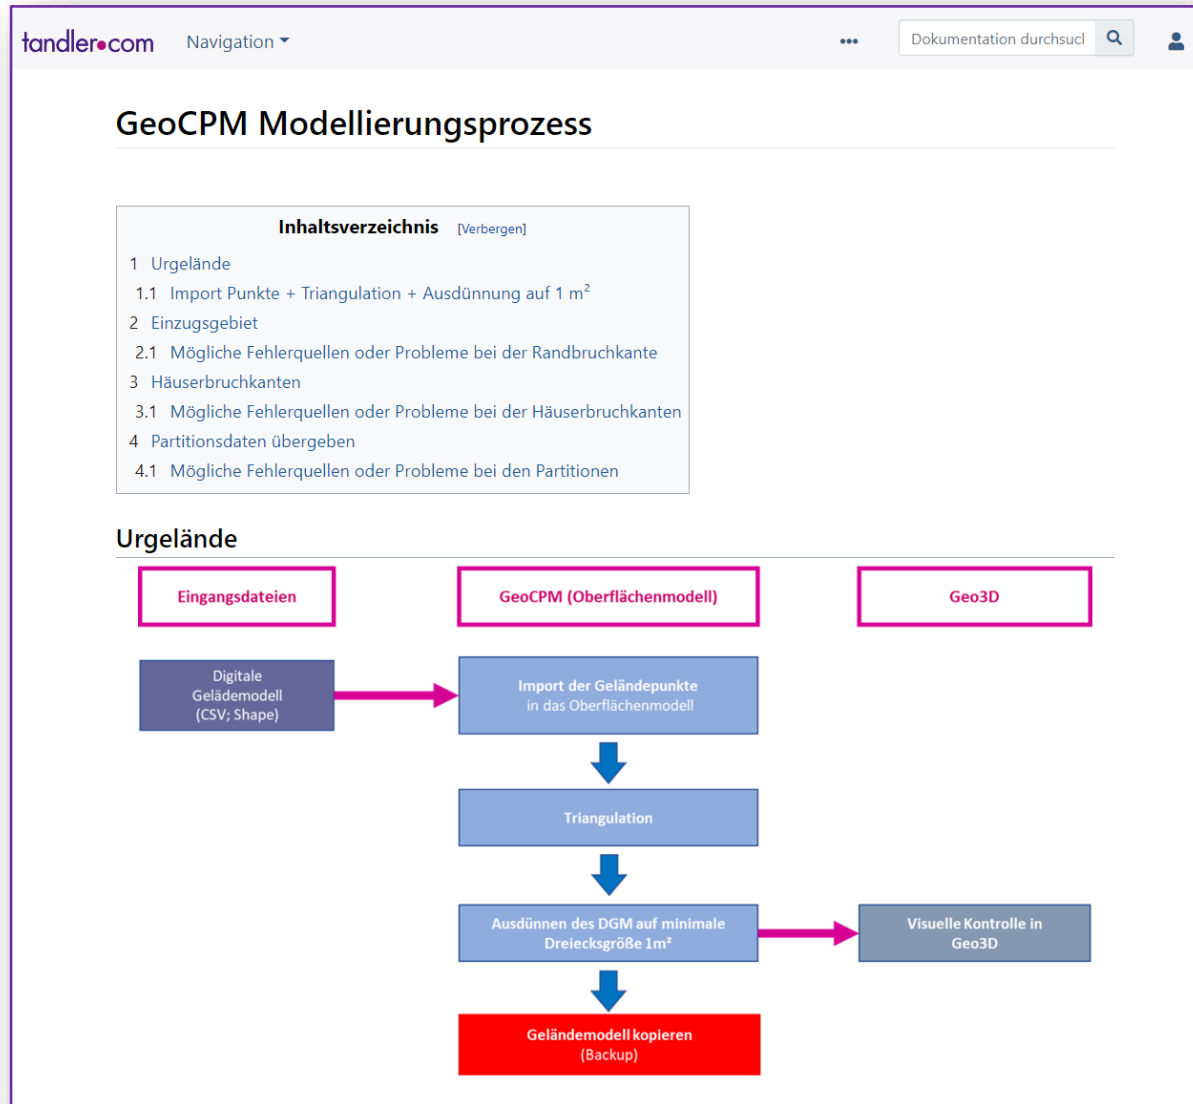 tandler.com Navigation ••• Dokumentation durchsucl
GeoCPM Modellierungsprozess
Inhaltsverzeichnis [Verbergen]
1 Urgelände
1.1 Import Punkte + Triangulation + Ausdünnung auf 1 m²
2 Einzugsgebiet
2.1 Mögliche Fehlerquellen oder Probleme bei der Randbruchkante
3 Häuserbruchkanten
3.1 Mögliche Fehlerquellen oder Probleme bei der Häuserbruchkanten
4 Partitionsdaten übergeben
4.1 Mögliche Fehlerquellen oder Probleme bei den Partitionen
Urgelände
Eingangsdateien
GeoCPM (Oberflächenmodell)
Geo3D
Digitale
Gelädemodell
(CSV; Shape)
Import der Geländepunkte
in das Oberflächenmodell
Triangulation
Ausdünnen des DGM auf minimale
Dreiecksgröße 1m²
Visuelle Kontrolle in
Geo3D
Geländemodell kopieren
(Backup)